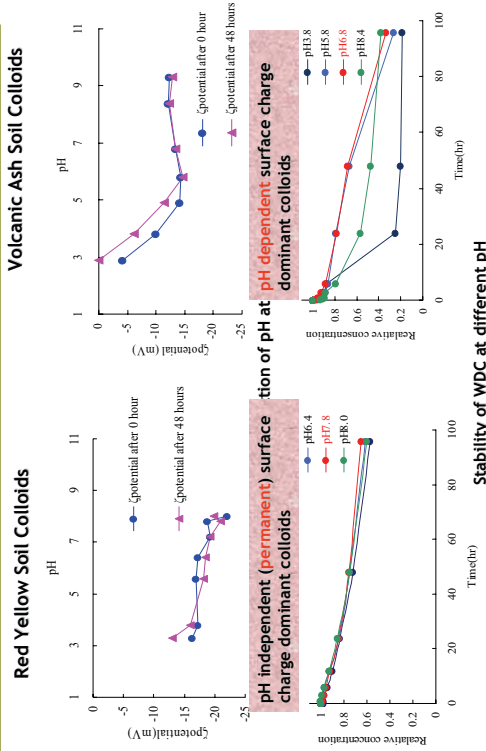 Red Yellow Soil Colloids
Volcanic Ash Soil Colloids
pH
1 3 5 7 9 11
0
-5
-10
-15
-20
-25
ζpotential(mV)
ζpotential after 0 hour
ζpotential after 48 hours
pH
1 3 5 7 9 11
0
-5
-10
-15
-20
-25
ζpotential (mV)
ζpotential after 0 hour
ζpotential after 48 hours
tion of pH at
pH independent (permanent) surface
charge dominant colloids
pH dependent surface charge
dominant colloids
1
0.8
0.6
0.4
0.2
0
Realative concentration
pH6.4
pH7.8
pH8.0
0 20 40 60 80 100
Time(hr)
1
0.8
0.6
0.4
0.2
0
Realative concentration
pH3.8
pH5.8
pH6.8
pH8.4
0 20 40 60 80 100
Time(hr)
Stability of WDC at different pH